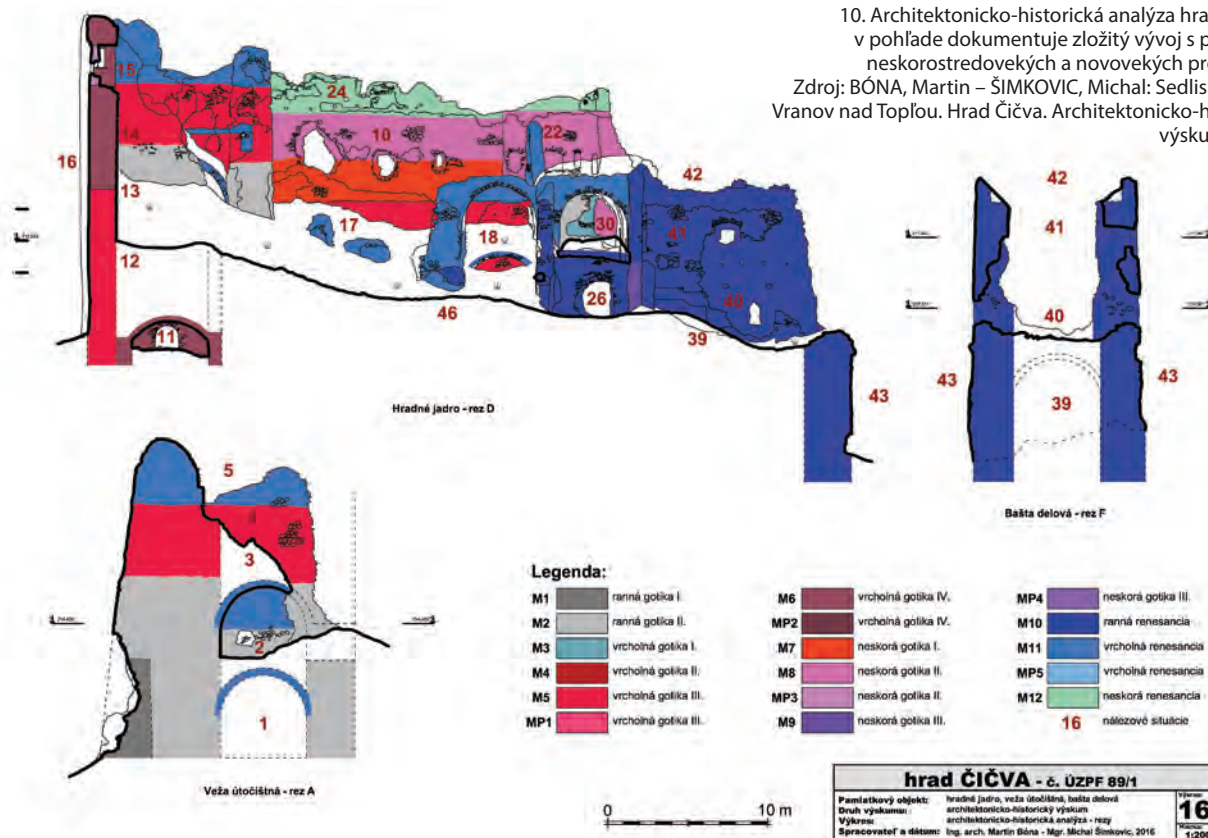 10. Architektonicko-historická analýza hra
v pohľade dokumentuje zložitý vývoj s p
neskorostredovekých a novovekých pr
Zdroj: BÓNA, Martin – ŠIMKOVIC, Michal: Sedlis
Vranov nad Topľou. Hrad Čičva. Architektonicko-h
výsku
15
24
14
10
22
16
42
13
17
18
30
41
12
26
40
46
11
39
43
Hradné jadro - rez D
42
41
40
43
39
43
Bašta delová - rez F
5
4
3
2
1
Veža útočištná - rez A
Legenda:
M1 ranná gotika I.
M2 ranná gotika II.
M3 vrcholná gotika I.
M4 vrcholná gotika II.
M5 vrcholná gotika III.
MP1 vrcholná gotika III.
M6 vrcholná gotika IV.
MP2 vrcholná gotika IV.
M7 neskorá gotika I.
M8 neskorá gotika II.
MP3 neskorá gotika II.
M9 neskorá gotika III.
MP4 neskorá gotika III.
M10 ranná renesancia
M11 vrcholná renesancia
MP5 vrcholná renesancia
M12 neskorá renesancia
16 nálezové situácie
0 10 m
hrad ČIČVA - č. ÚZPF 89/1
Pamiatkový objekt: hradné jadro, veža útočištná, bašta delová
Druh výskumu: architektonicko-historický výskum
Výkres: architektonicko-historická analýza - rezy
Spracovateľ a dátum: Ing. arch. Martin Bóna - Mgr. Michal Šimkovic, 2016
Výkres:
16
1:20